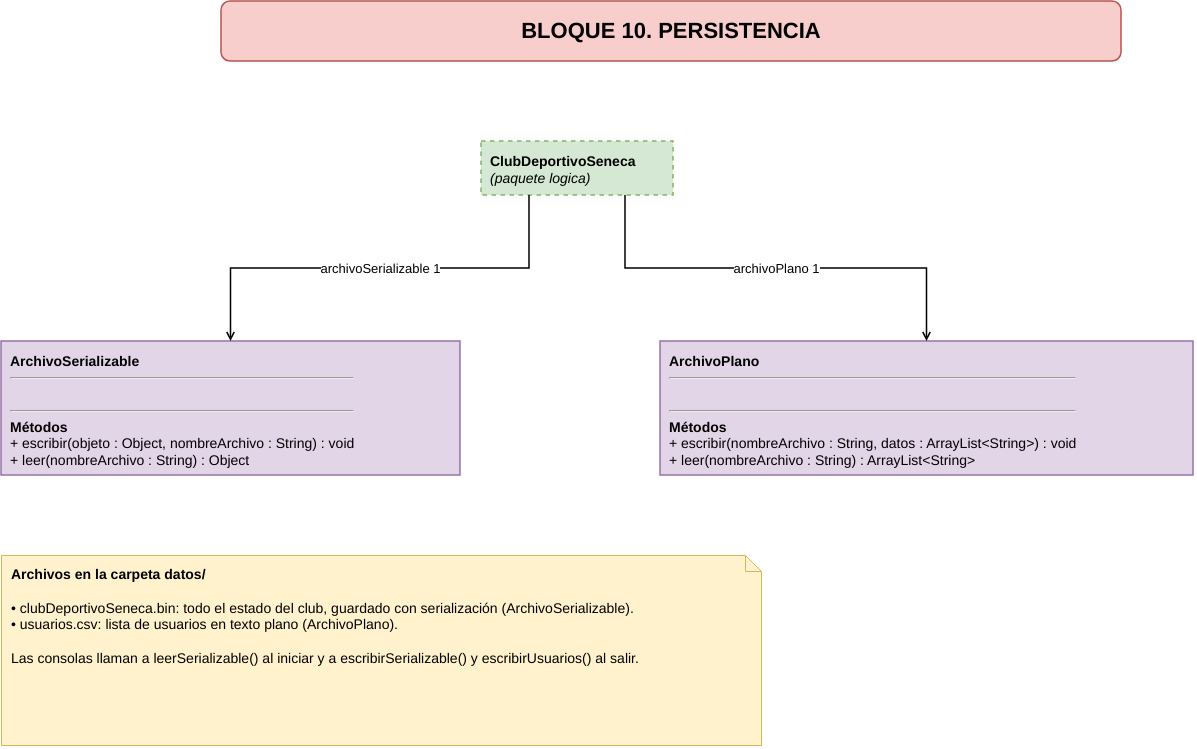 BLOQUE 10. PERSISTENCIA
ClubDeportivoSeneca
(paquete logica)
archivoSerializable 1
archivoPlano 1
ArchivoSerializable
Métodos
+ escribir(objeto : Object, nombreArchivo : String) : void
+ leer(nombreArchivo : String) : Object
ArchivoPlano
Métodos
+ escribir(nombreArchivo : String, datos : ArrayList<String>) : void
+ leer(nombreArchivo : String) : ArrayList<String>
Archivos en la carpeta datos/
• clubDeportivoSeneca.bin: todo el estado del club, guardado con serialización (ArchivoSerializable).
• usuarios.csv: lista de usuarios en texto plano (ArchivoPlano).
Las consolas llaman a leerSerializable() al iniciar y a escribirSerializable() y escribirUsuarios() al salir.